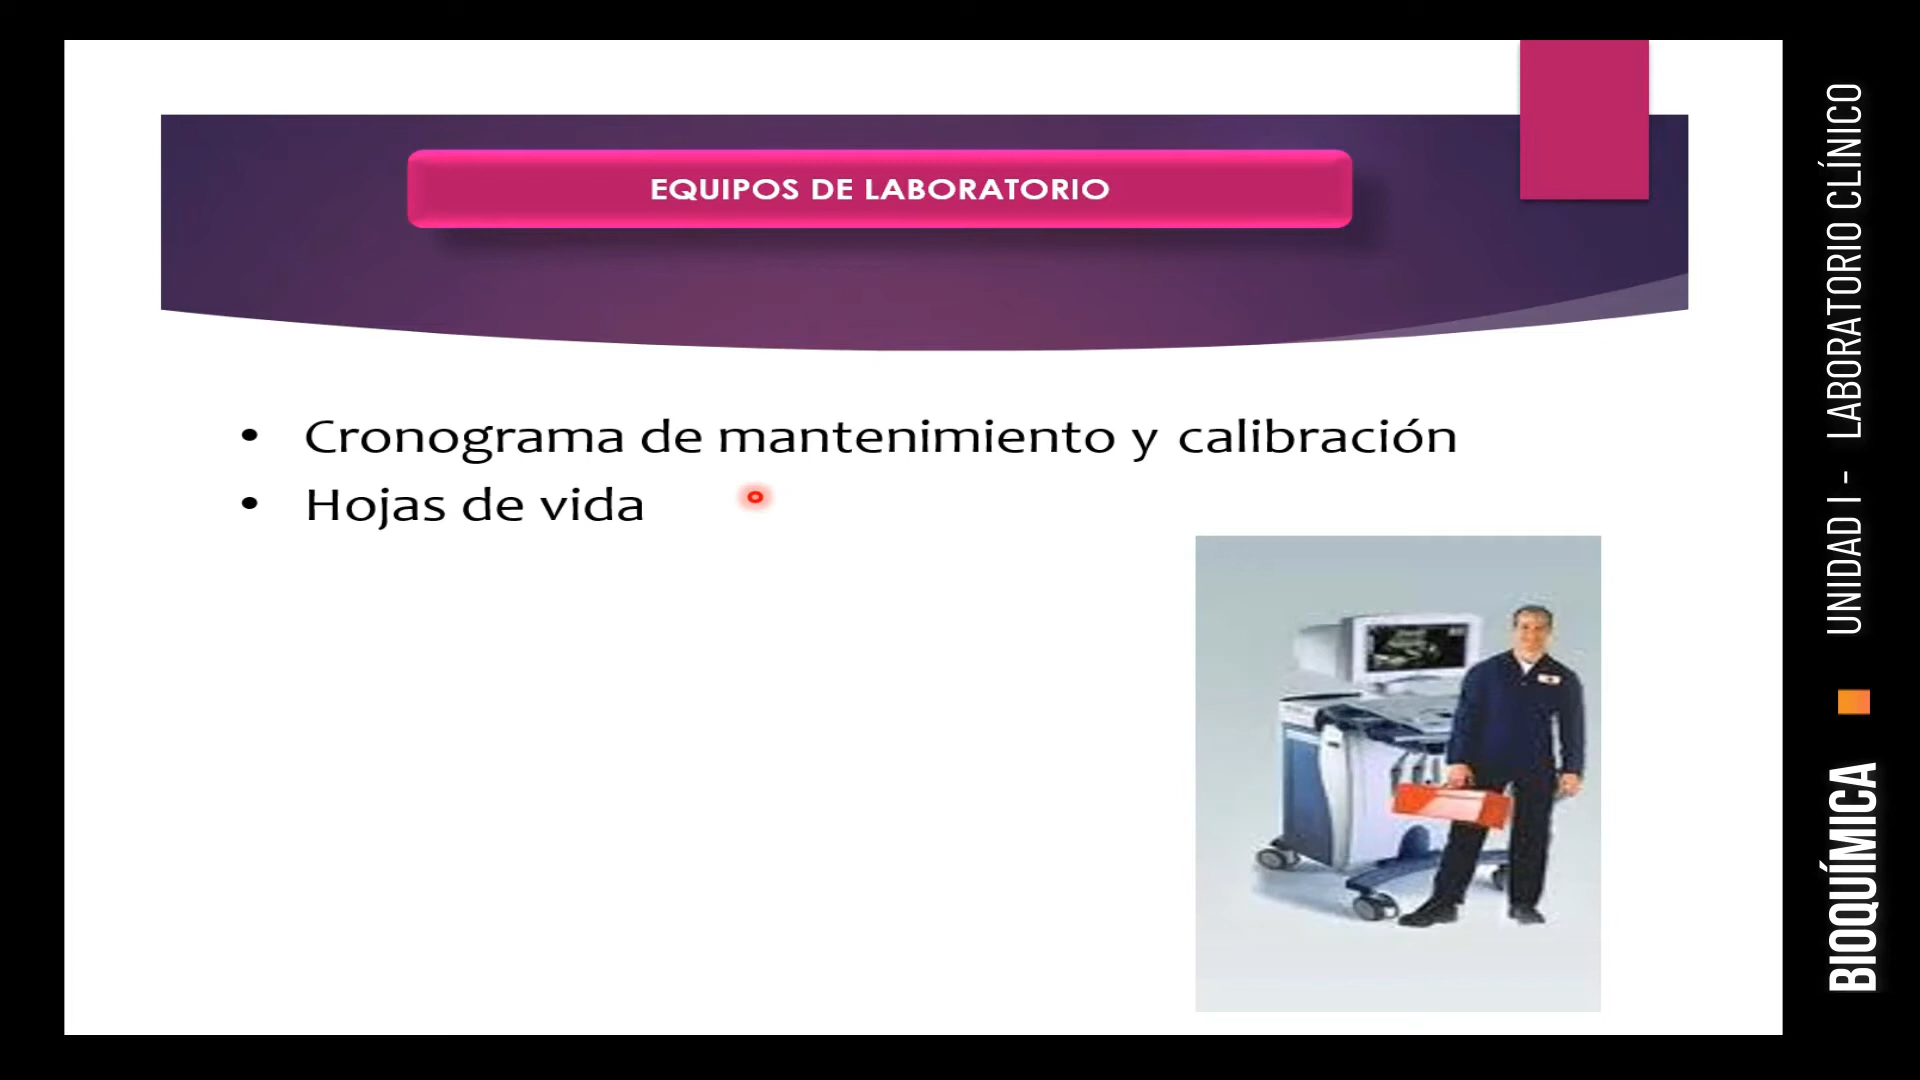 EQUIPOS DE LABORATORIO
• Cronograma de mantenimiento y calibración
• Hojas de vida
BIOQUÍMICA UNIDAD I - LABORATORIO CLÍNICO